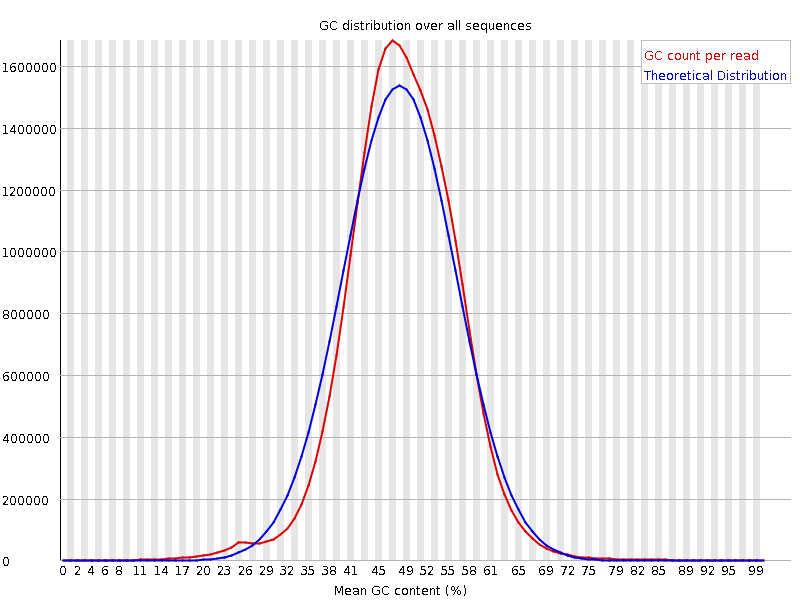 GC distribution over all sequences
GC count per read
Theoretical Distribution
1600000
1400000
1200000
1000000
800000
600000
400000
200000
0
0 2 4 6 8 11 14 17 20 23 26 29 32 35 38 41 45 49 52 55 58 61 65 69 72 75 79 82 85 89 92 95 99
Mean GC content (%)